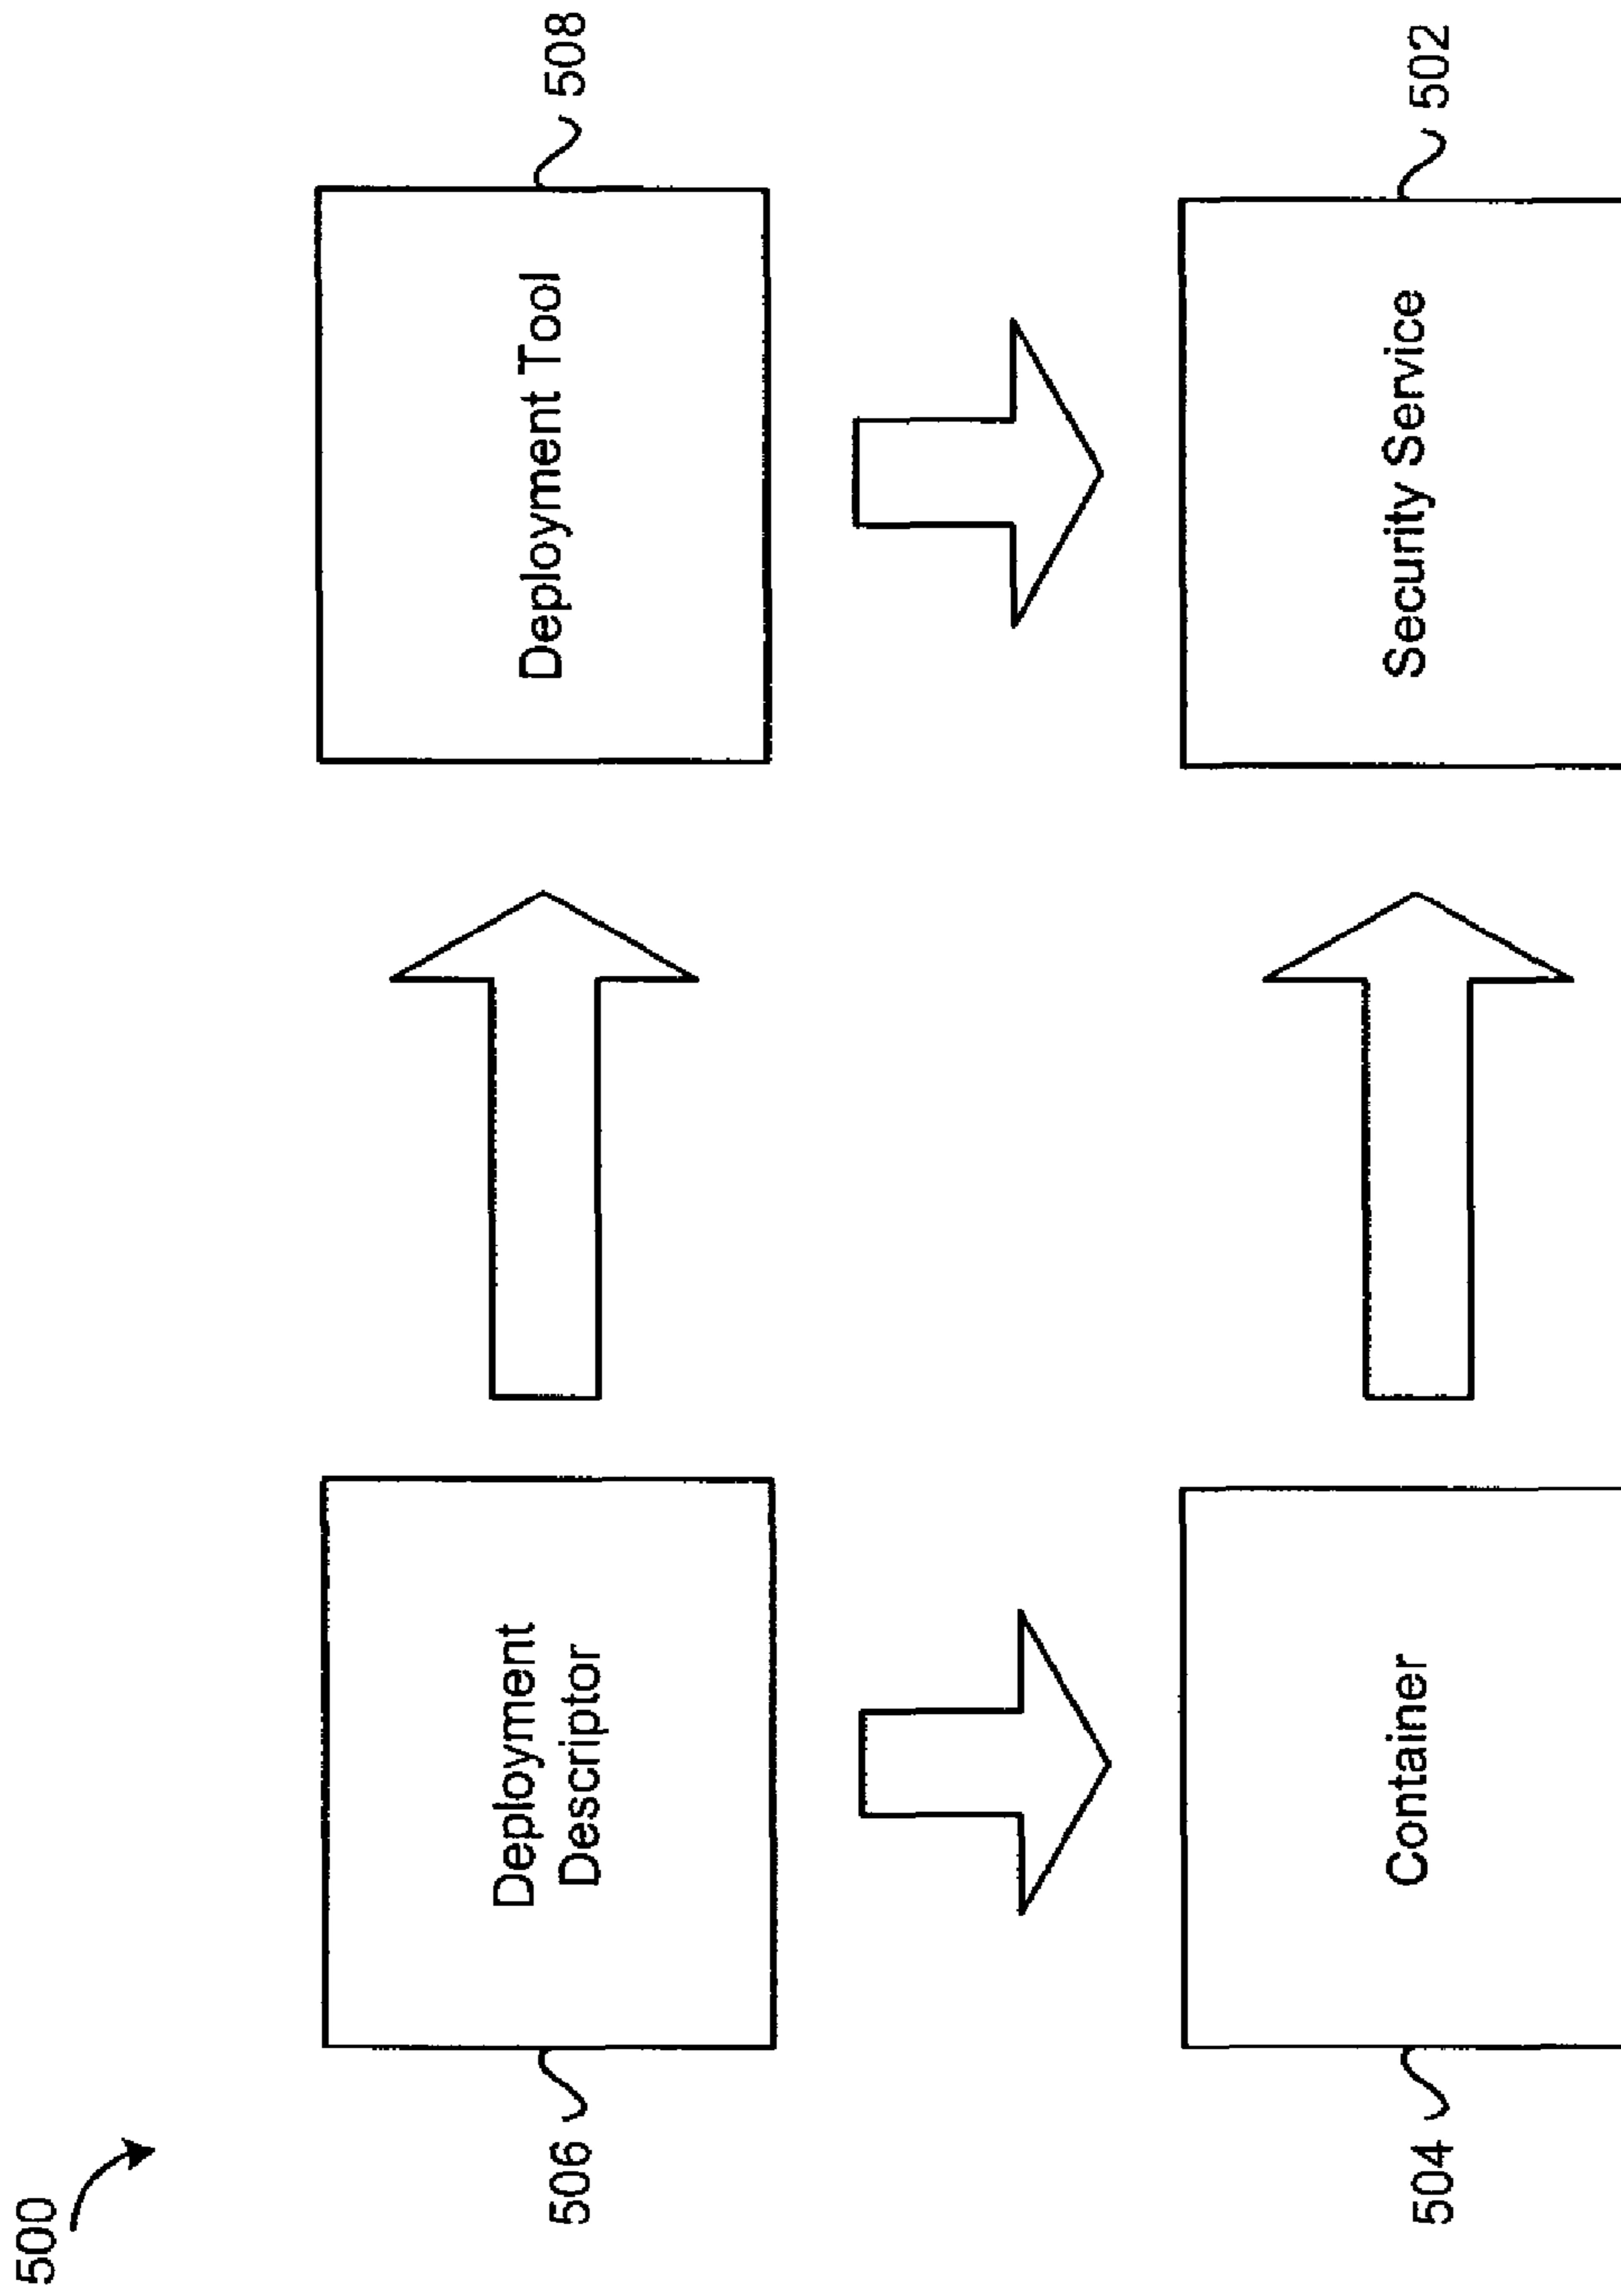 500
506
Deployment
Descriptor
Deployment Tool
508
504
Container
Security Service
502